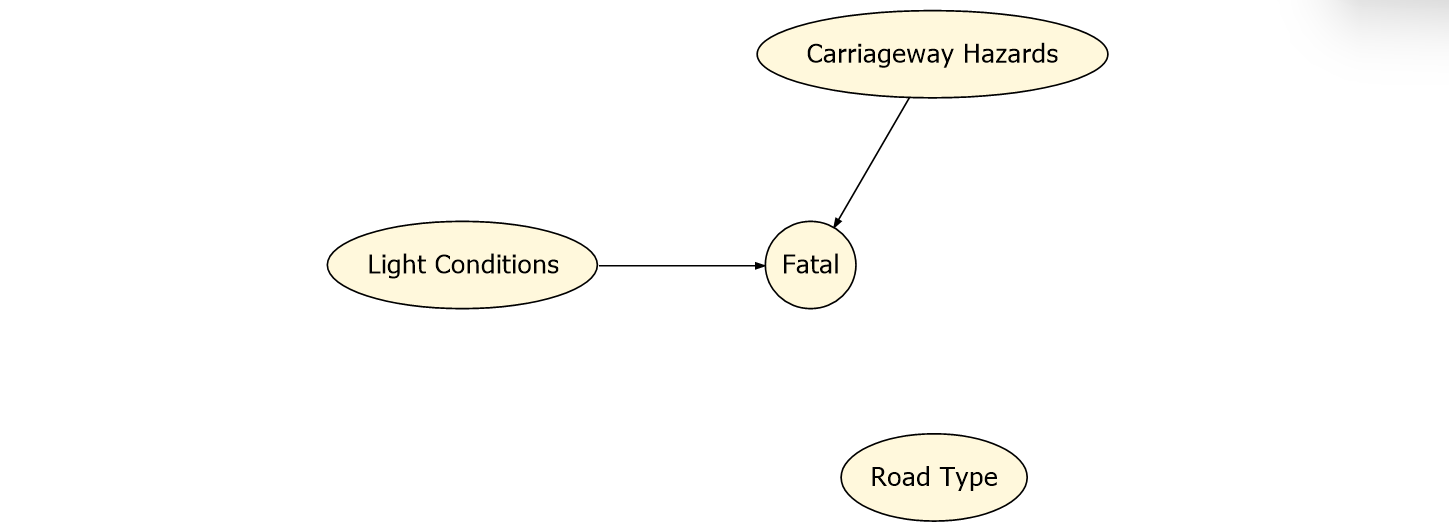 Carriageway Hazards
Light Conditions
Fatal
Road Type